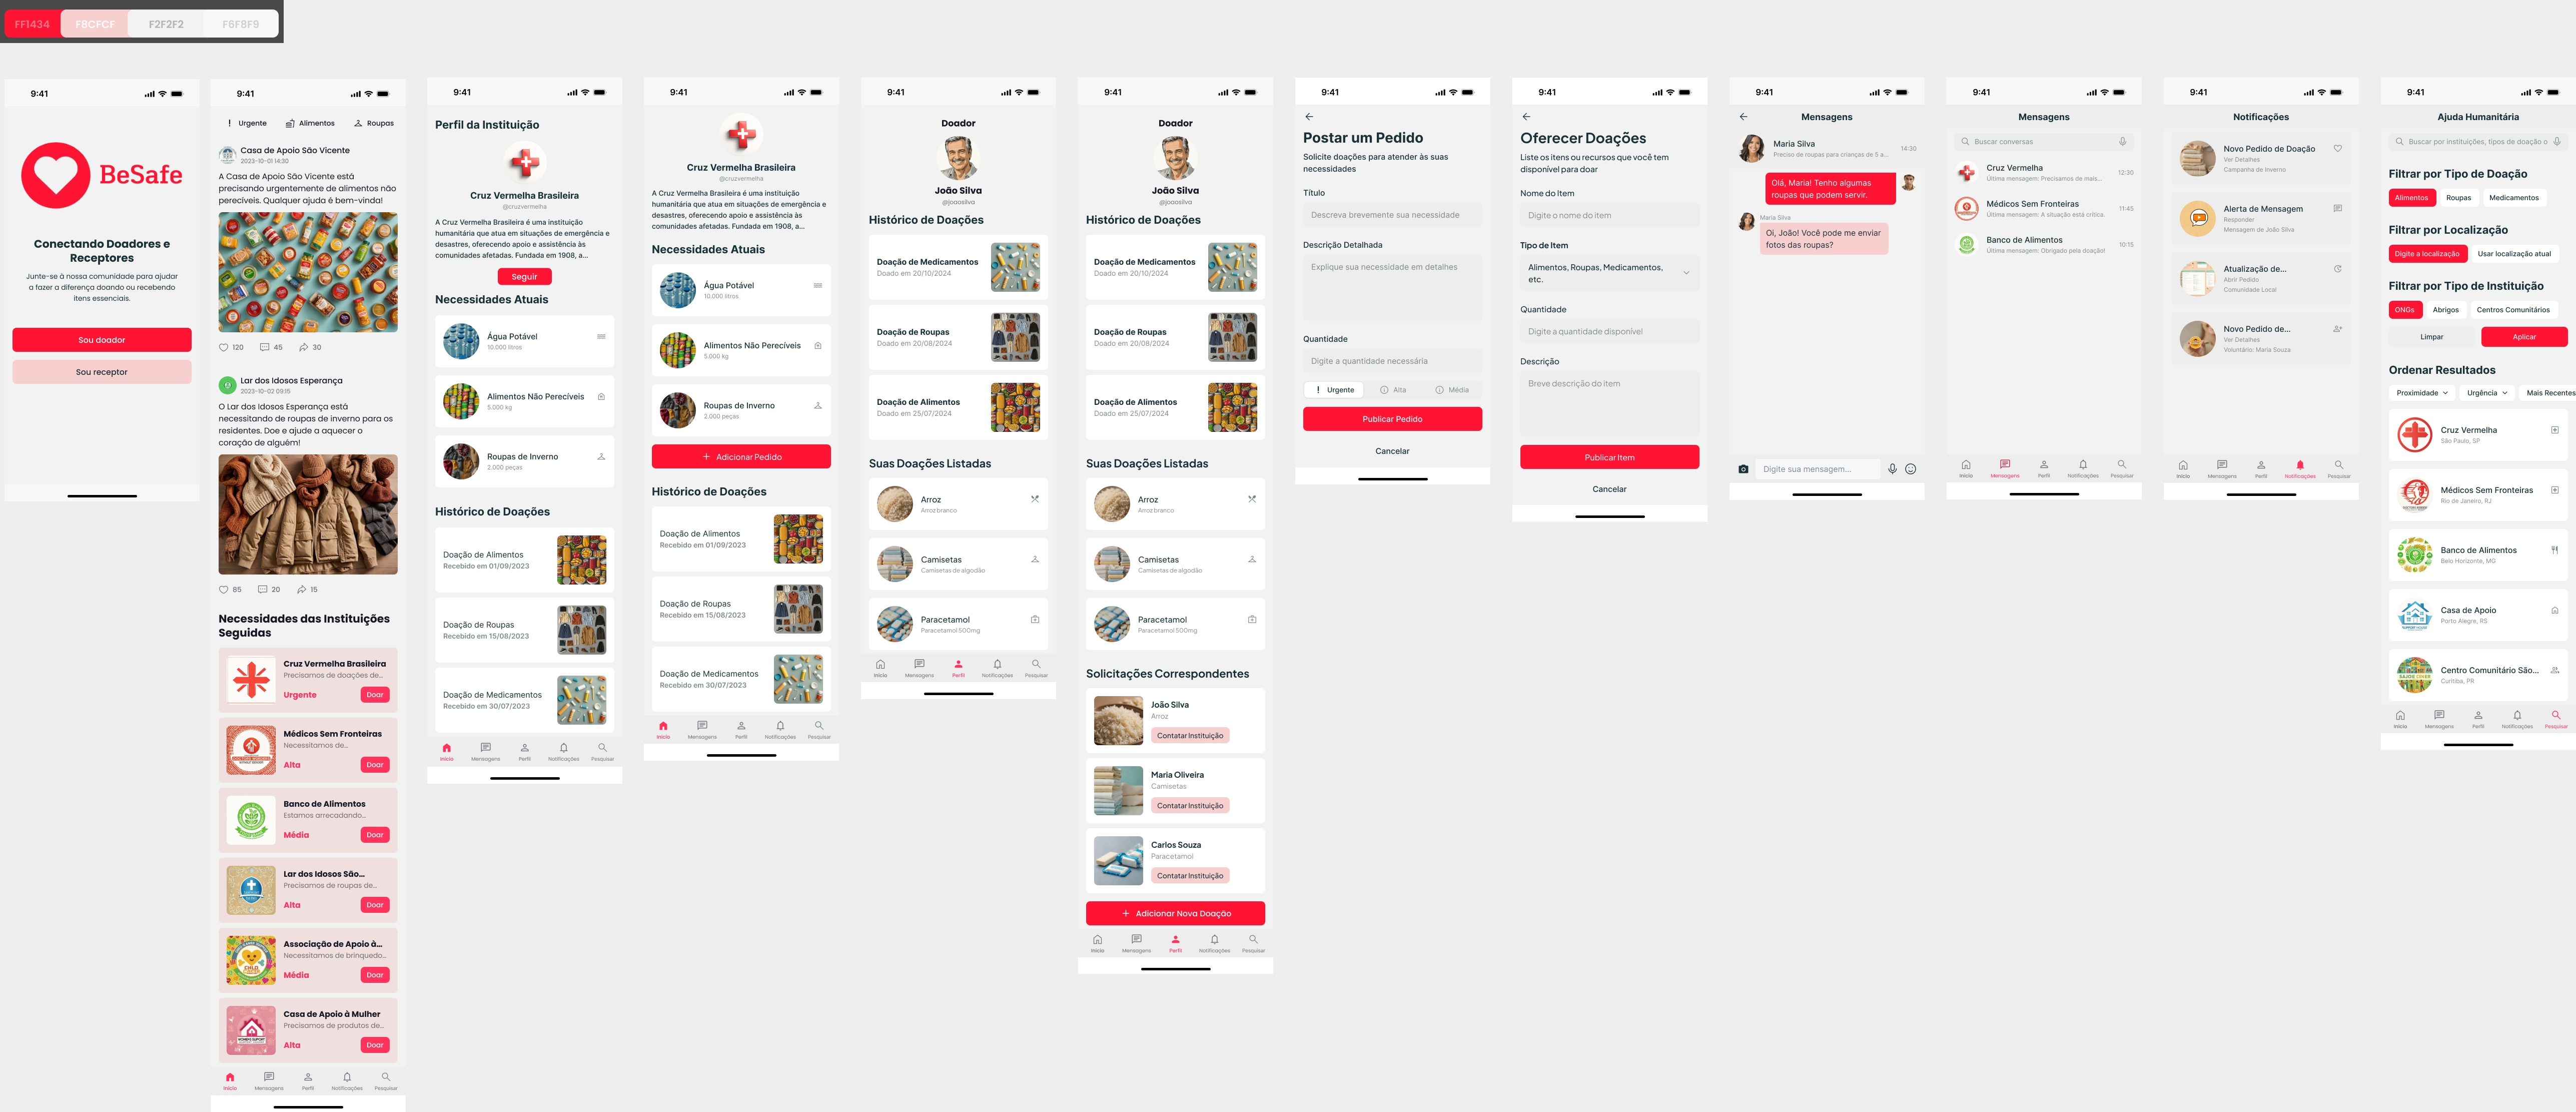 FF1434
F8CFCF
F2F2F2
F6F8F9
9:41
BeSafe
Conectando Doadores e
Receptores
Junte-se à nossa comunidade para ajudar
a fazer a diferença doando ou recebendo
itens essenciais.
Sou doador
Sou receptor
9:41
Urgente
Alimentos
Roupas
Casa de Apoio São Vicente
2023-10-01 14:30
A Casa de Apoio São Vicente está
precisando urgentemente de alimentos não
perecíveis. Qualquer ajuda é bem-vinda!
120
45
30
Lar dos Idosos Esperança
2023-10-02 09:15
O Lar dos Idosos Esperança está
necessitando de roupas de inverno para os
residentes. Doe e ajude a aquecer o
coração de alguém!
85
20
15
Necessidades das Instituições
Seguidas
Cruz Vermelha Brasileira
Precisamos de doações de...
Urgente
Doar
Médicos Sem Fronteiras
Necessitamos de...
Alta
Doar
Banco de Alimentos
Estamos arrecadando...
Média
Doar
Lar dos Idosos São...
Precisamos de roupas de...
Alta
Doar
Associação de Apoio à...
Necessitamos de brinquedo...
Média
Doar
Casa de Apoio à Mulher
Precisamos de produtos de...
Alta
Doar
Início
Mensagens
Perfil
Notificações
Pesquisar
9:41
Perfil da Instituição
Cruz Vermelha Brasileira
@cruzvermelha
A Cruz Vermelha Brasileira é uma instituição
humanitária que atua em situações de emergência e
desastres, oferecendo apoio e assistência às
comunidades afetadas. Fundada em 1908, a...
Seguir
Necessidades Atuais
Água Potável
10.000 litros
Alimentos Não Perecíveis
5.000 kg
Roupas de Inverno
2.000 peças
Histórico de Doações
Doação de Alimentos
Recebido em 01/09/2023
Doação de Roupas
Recebido em 15/08/2023
Doação de Medicamentos
Recebido em 30/07/2023
Início
Mensagens
Perfil
Notificações
Pesquisar
9:41
Cruz Vermelha Brasileira
@cruzvermelha
A Cruz Vermelha Brasileira é uma instituição
humanitária que atua em situações de emergência e
desastres, oferecendo apoio e assistência às
comunidades afetadas. Fundada em 1908, a...
Necessidades Atuais
Água Potável
10.000 litros
Alimentos Não Perecíveis
5.000 kg
Roupas de Inverno
2.000 peças
Adicionar Pedido
Histórico de Doações
Doação de Alimentos
Recebido em 01/09/2023
Doação de Roupas
Recebido em 15/08/2023
Doação de Medicamentos
Recebido em 30/07/2023
Início
Mensagens
Perfil
Notificações
Pesquisar
9:41
Doador
João Silva
@joaosilva
Histórico de Doações
Doação de Medicamentos
Doado em 20/10/2024
Doação de Roupas
Doado em 20/08/2024
Doação de Alimentos
Doado em 25/07/2024
Suas Doações Listadas
Arroz
Arroz branco
Camisetas
Camisetas de algodão
Paracetamol
Paracetamol 500mg
Início
Mensagens
Perfil
Notificações
Pesquisar
9:41
Doador
João Silva
@joaosilva
Histórico de Doações
Doação de Medicamentos
Doado em 20/10/2024
Doação de Roupas
Doado em 20/08/2024
Doação de Alimentos
Doado em 25/07/2024
Suas Doações Listadas
Arroz
Arroz branco
Camisetas
Camisetas de algodão
Paracetamol
Paracetamol 500mg
Solicitações Correspondentes
João Silva
Arroz
Contatar Instituição
Maria Oliveira
Camisetas
Contatar Instituição
Carlos Souza
Paracetamol
Contatar Instituição
Adicionar Nova Doação
Início
Mensagens
Perfil
Notificações
Pesquisar
9:41
Postar um Pedido
Solicite doações para atender às suas
necessidades
Título
Descreva brevemente sua necessidade
Descrição Detalhada
Explique sua necessidade em detalhes
Quantidade
Digite a quantidade necessária
Urgente
Alta
Média
Publicar Pedido
Cancelar
9:41
Oferecer Doações
Liste os itens ou recursos que você tem
disponível para doar
Nome do Item
Digite o nome do item
Tipo de Item
Alimentos, Roupas, Medicamentos,
etc.
Quantidade
Digite a quantidade disponível
Descrição
Breve descrição do item
Publicar Item
Cancelar
9:41
Mensagens
Maria Silva
Preciso de roupas para crianças de 5 a...
14:30
Olá, Maria! Tenho algumas
roupas que podem servir.
Maria Silva
Oi, João! Você pode me enviar
fotos das roupas?
Digite sua mensagem...
9:41
Mensagens
Buscar conversas
Cruz Vermelha
Última mensagem: Precisamos de mais...
12:30
Médicos Sem Fronteiras
Última mensagem: A situação está crítica.
11:45
Banco de Alimentos
Última mensagem: Obrigado pela doação!
10:15
Início
Mensagens
Perfil
Notificações
Pesquisar
9:41
Notificações
Novo Pedido de Doação
Ver Detalhes
Campanha de Inverno
Alerta de Mensagem
Responder
Mensagem de João Silva
Atualização de...
Abrir Pedido
Comunidade Local
Novo Pedido de...
Ver Detalhes
Voluntário: Maria Souza
Início
Mensagens
Perfil
Notificações
Pesquisar
9:41
Ajuda Humanitária
Buscar por instituições, tipos de doação o
Filtrar por Tipo de Doação
Alimentos
Roupas
Medicamentos
Filtrar por Localização
Digite a localização
Usar localização atual
Filtrar por Tipo de Instituição
ONGs
Abrigos
Centros Comunitários
Limpar
Aplicar
Ordenar Resultados
Proximidade
Urgência
Mais Recentes
Cruz Vermelha
São Paulo, SP
Médicos Sem Fronteiras
Rio de Janeiro, RJ
Banco de Alimentos
Belo Horizonte, MG
Casa de Apoio
Porto Alegre, RS
Centro Comunitário São...
Curitiba, PR
Início
Mensagens
Perfil
Notificações
Pesquisar